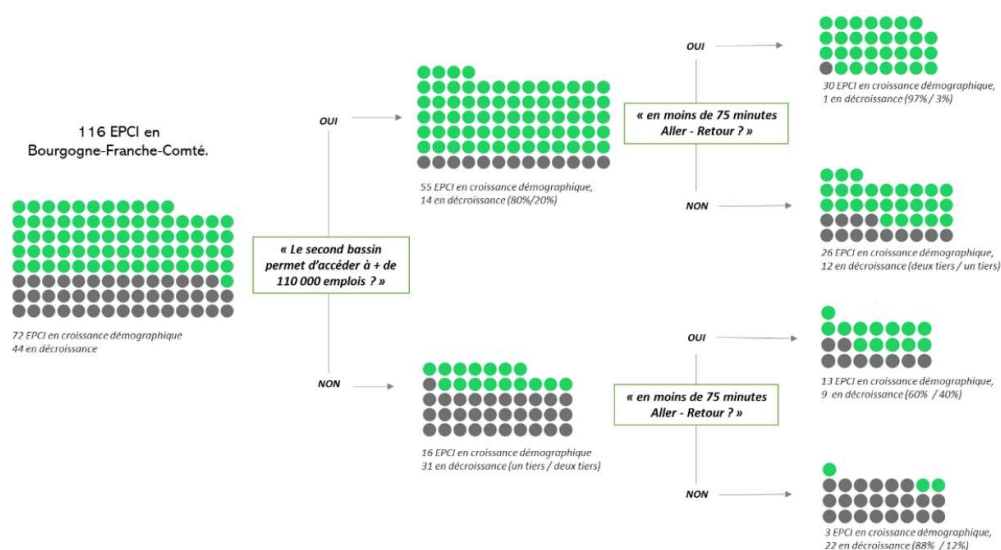 116 EPCI en
Bourgogne-Franche-Comté.
72 EPCI en croissance démographique
44 en décroissance
« Le second bassin
permet d'accéder à + de
110 000 emplois ? »
OUI
55 EPCI en croissance démographique,
14 en décroissance (80%/20%)
« en moins de 75 minutes
Aller - Retour ? »
OUI
30 EPCI en croissance démographique,
1 en décroissance (97% / 3%)
NON
26 EPCI en croissance démographique,
12 en décroissance (deux tiers / un tiers)
NON
16 EPCI en croissance démographique
31 en décroissance (un tiers / deux tiers)
« en moins de 75 minutes
Aller - Retour ? »
OUI
13 EPCI en croissance démographique,
9 en décroissance (60% / 40%)
NON
3 EPCI en croissance démographique,
22 en décroissance (88% / 12%)